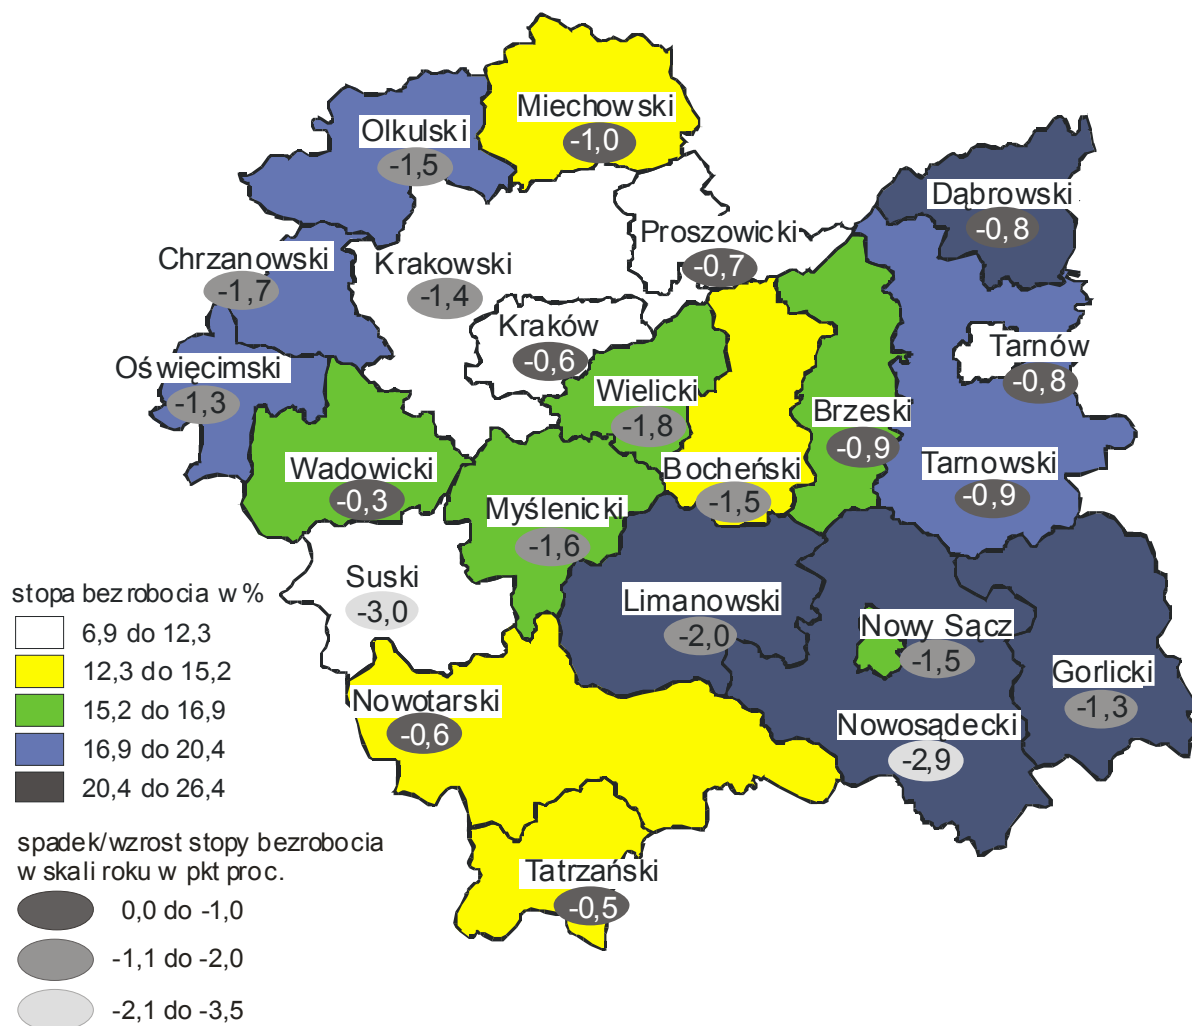 Miechowski
-1,0
Olkulski
-1,5
Dąbrowski
-0,8
Proszowicki
-0,7
Chrzanowski
-1,7
Krakowski
-1,4
Kraków
-0,6
Tarnów
-0,8
Oświęcimski
-1,3
Wielicki
-1,8
Brzeski
-0,9
Wadowicki
-0,3
Bocheński
-1,5
Tarnowski
-0,9
Myślenicki
-1,6
Suski
-3,0
Limanowski
-2,0
Nowy Sącz
-1,5
Gorlicki
-1,3
Nowotarski
-0,6
Nowosądecki
-2,9
Tatrzański
-0,5
stopa bezrobocia w %
6,9 do 12,3
12,3 do 15,2
15,2 do 16,9
16,9 do 20,4
20,4 do 26,4
spadek/wzrost stopy bezrobocia
w skali roku w pkt proc.
0,0 do -1,0
-1,1 do -2,0
-2,1 do -3,5